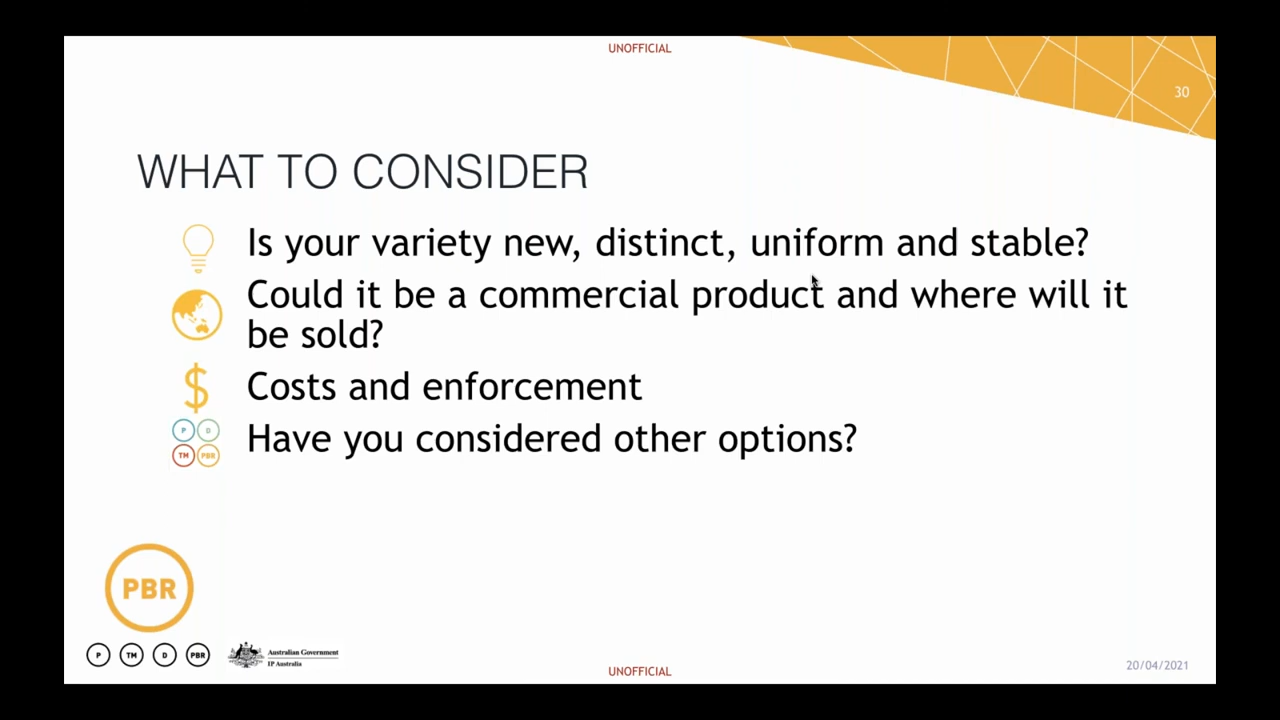 UNOFFICIAL
30
WHAT TO CONSIDER
Is your variety new, distinct, uniform and stable?
Could it be a commercial product and where will it
be sold?
$
Costs and enforcement
P D
TM PBR
Have you considered other options?
PBR
P TM D PBR
Australian Government
IP Australia
UNOFFICIAL
20/04/2021